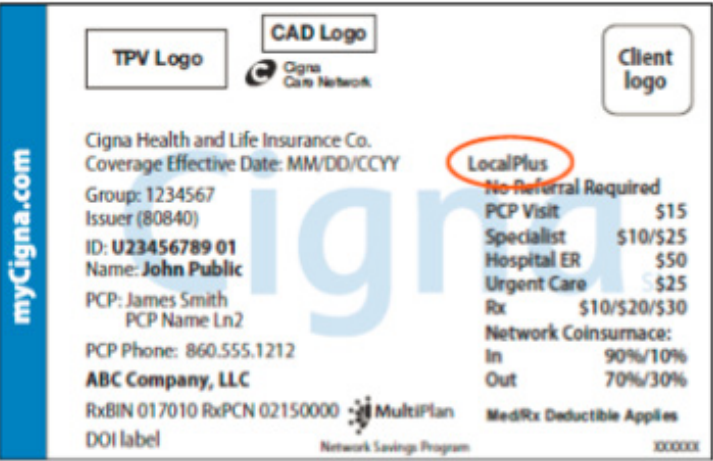 myCigna.com
TPV Logo
CAD Logo
Cigna
Care Network
Client
logo
Cigna Health and Life Insurance Co.
Coverage Effective Date: MM/DD/CCYY
Group: 1234567
Issuer (80840)
ID: U23456789 01
Name: John Public
PCP: James Smith
PCP Name Ln2
PCP Phone: 860.555.1212
ABC Company, LLC
RxBIN 017010 RxPCN 02150000
MultiPlan
DOI label
Network Savings Program
LocalPlus
No Referral Required
PCP Visit $15
Specialist $10/$25
Hospital ER $50
Urgent Care $25
Rx $10/$20/$30
Network Coinsurnace:
In 90%/10%
Out 70%/30%
Med/Rx Deductible Applies
XXXXXX
Cigna
S